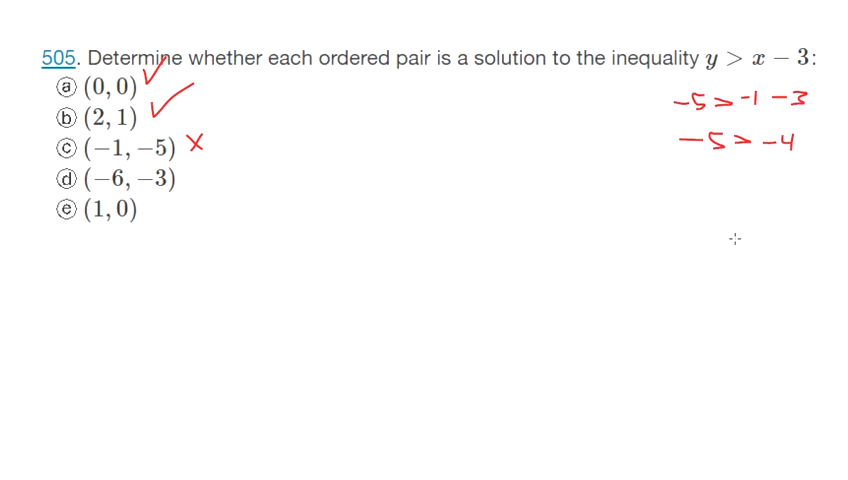 505. Determine whether each ordered pair is a solution to the inequality y > x − 3:
ⓐ (0, 0) ✓
ⓑ (2, 1) ✓
ⓒ (−1, −5) ✗
ⓓ (−6, −3)
ⓔ (1, 0)
−5 > −1 − 3
−5 > −4